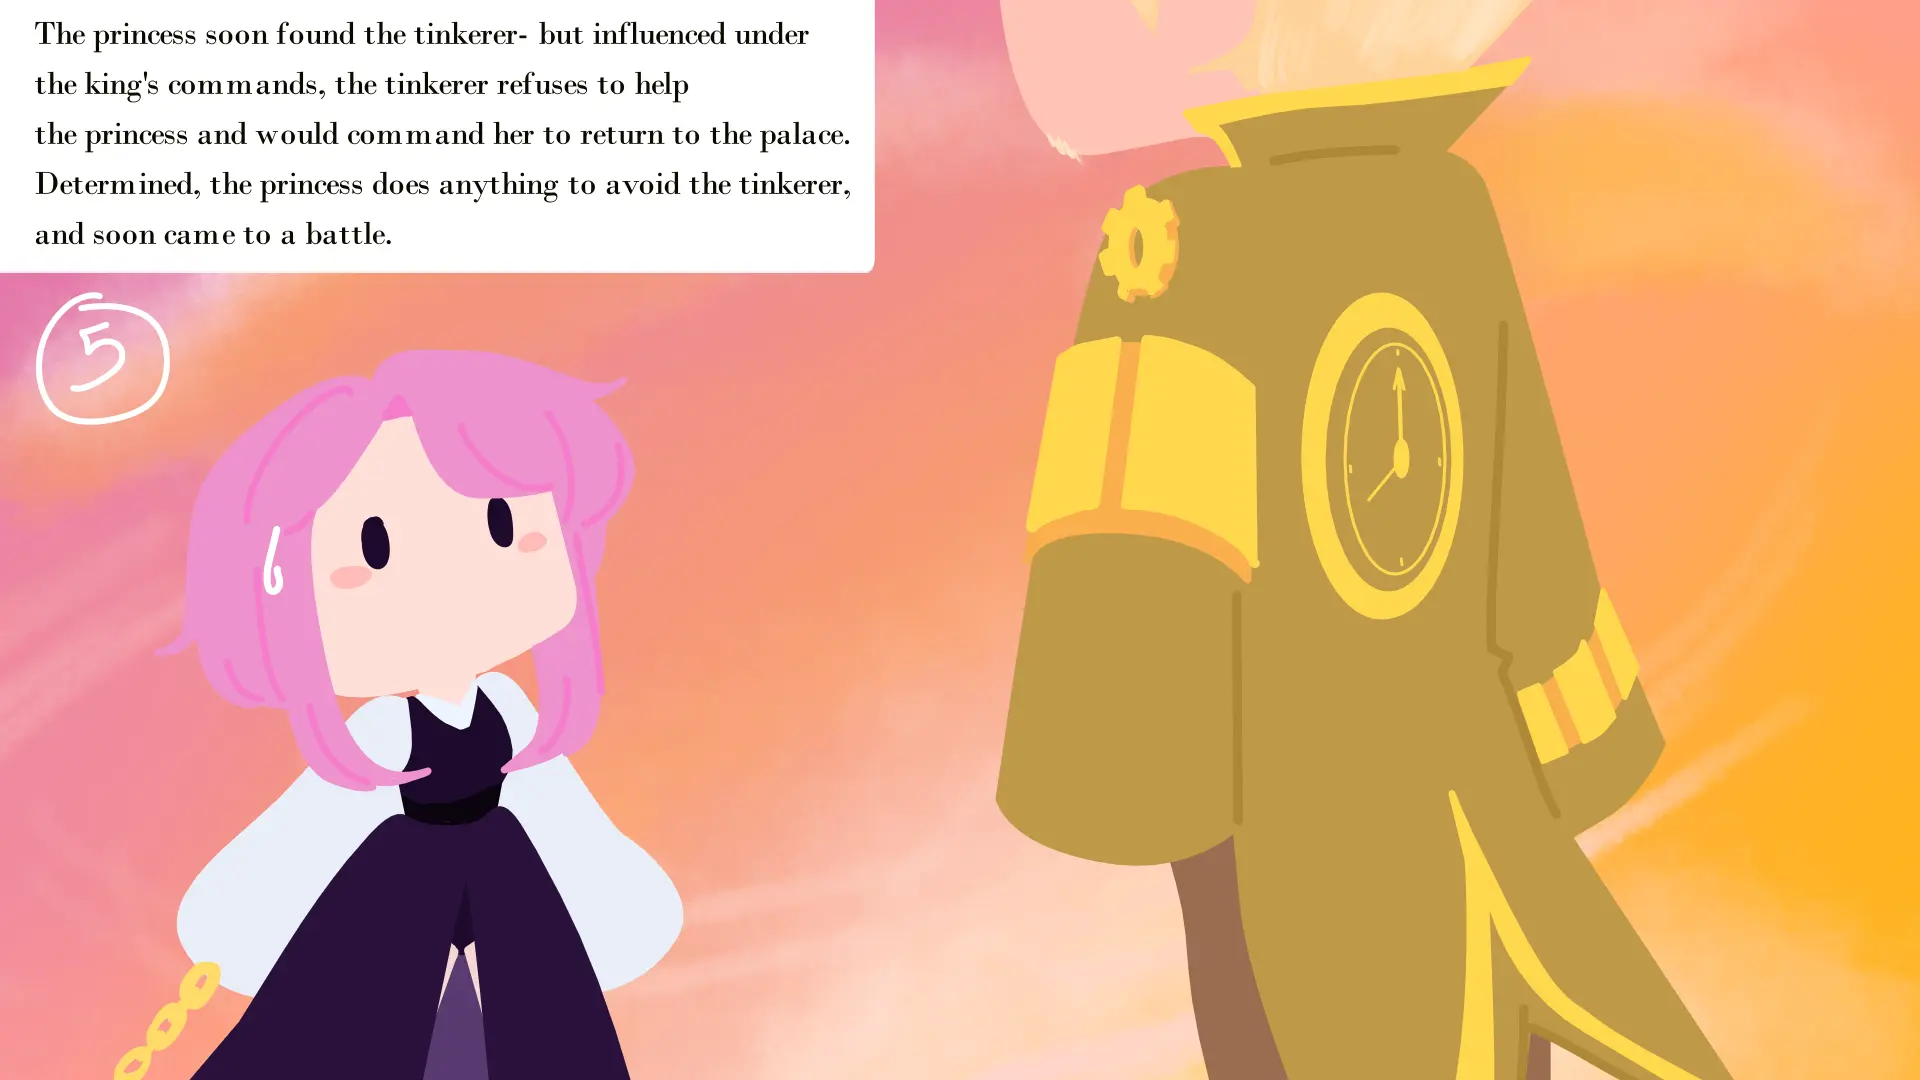 The princess soon found the tinkerer- but influenced under
the king's commands, the tinkerer refuses to help
the princess and would command her to return to the palace.
Determined, the princess does anything to avoid the tinkerer,
and soon came to a battle.
5